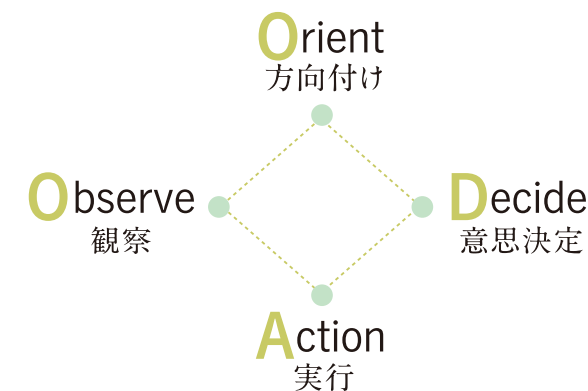 Orient
方向付け
Observe
観察
Decide
意思決定
Action
実行